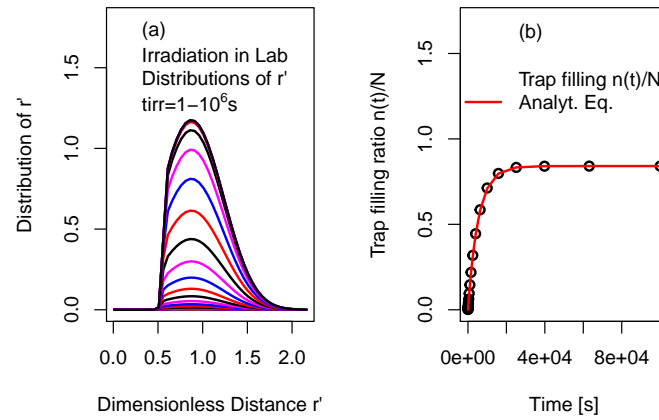 (a)
Irradiation in Lab
Distributions of r'
tirr=1–10⁶s
Distribution of r'
0.0
0.5
1.0
1.5
0.0
0.5
1.0
1.5
2.0
Dimensionless Distance r'
(b)
Trap filling n(t)/N
Analyt. Eq.
Trap filling ratio n(t)/N
0.0
0.5
1.0
1.5
0e+00
4e+04
8e+04
Time [s]